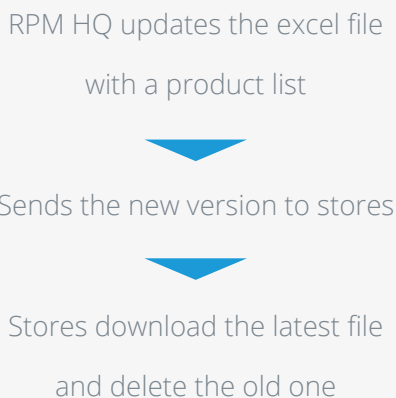 RPM HQ updates the excel file
with a product list
Sends the new version to stores
Stores download the latest file
and delete the old one